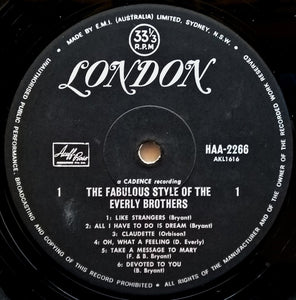 MADE BY E.M.I. (AUSTRALIA) LIMITED, SYDNEY, N.S.W.
33⅓
R.P.M
LONDON
a CADENCE recording
HAA-2266
AKL1616
1
THE FABULOUS STYLE OF THE
EVERLY BROTHERS
1
1: LIKE STRANGERS (Bryant)
2: ALL I HAVE TO DO IS DREAM (Bryant)
3: CLAUDETTE (Orbison)
4: OH, WHAT A FEELING (D. Everly)
5: TAKE A MESSAGE TO MARY
(F. & B. Bryant)
6: DEVOTED TO YOU
(B. Bryant)
ALL RIGHTS OF THE MANUFACTURER AND OF THE OWNER OF THE RECORDED WORK RESERVED
UNAUTHORISED PUBLIC PERFORMANCE, BROADCASTING AND COPYING OF THIS RECORD PROHIBITED